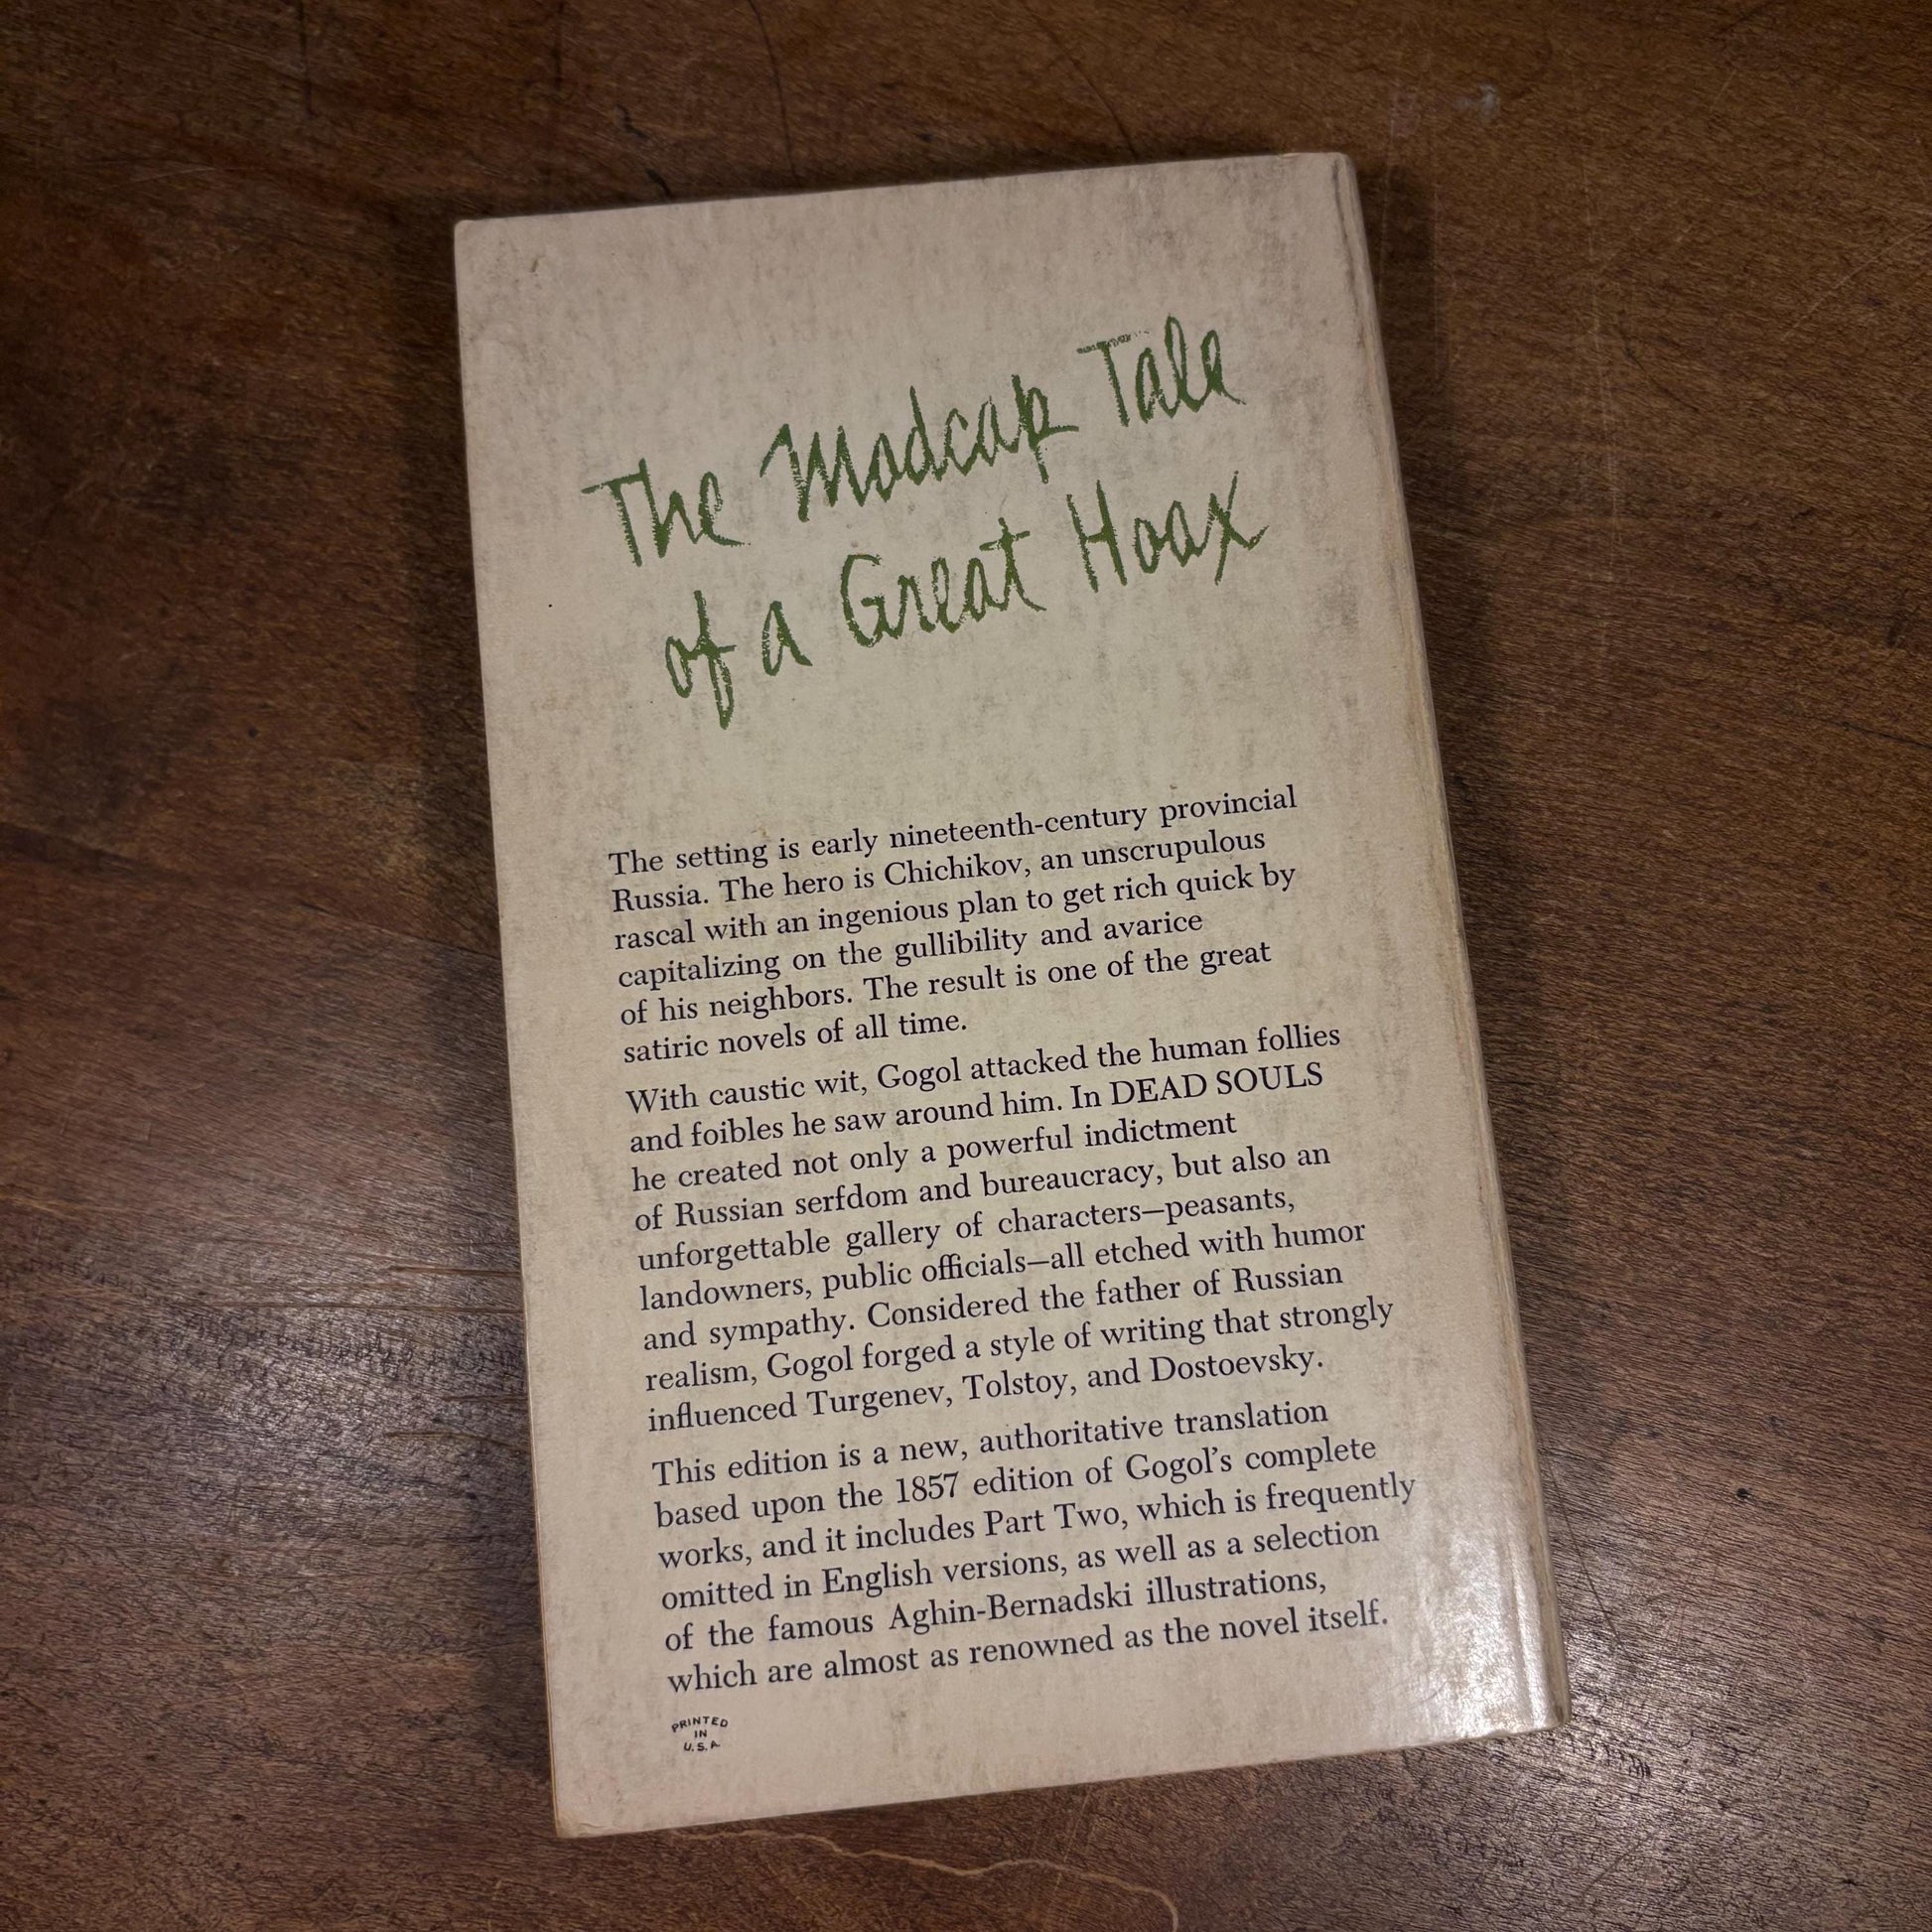 The Madcap Tale
of a Great Hoax
The setting is early nineteenth-century provincial
Russia. The hero is Chichikov, an unscrupulous
rascal with an ingenious plan to get rich quick by
capitalizing on the gullibility and avarice
of his neighbors. The result is one of the great
satiric novels of all time.
With caustic wit, Gogol attacked the human follies
and foibles he saw around him. In DEAD SOULS
he created not only a powerful indictment
of Russian serfdom and bureaucracy, but also an
unforgettable gallery of characters—peasants,
landowners, public officials—all etched with humor
and sympathy. Considered the father of Russian
realism, Gogol forged a style of writing that strongly
influenced Turgenev, Tolstoy, and Dostoevsky.
This edition is a new, authoritative translation
based upon the 1857 edition of Gogol's complete
works, and it includes Part Two, which is frequently
omitted in English versions, as well as a selection
of the famous Aghin-Bernadski illustrations,
which are almost as renowned as the novel itself.
PRINTED
IN
U.S.A